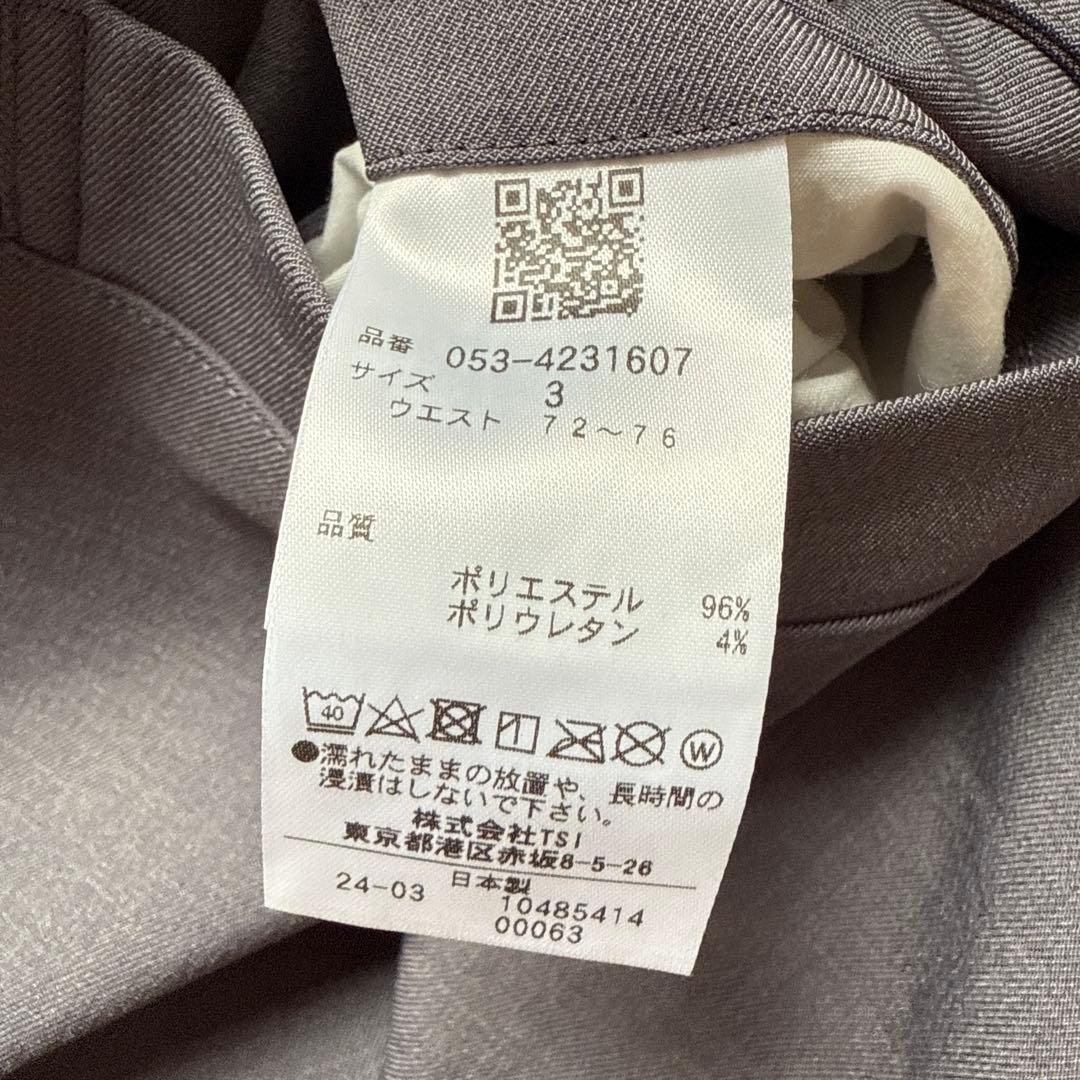 品番 053-4231607
サイズ 3
ウエスト 72～76
品質
ポリエステル 96%
ポリウレタン 4%
40 W
●濡れたままの放置や、長時間の
浸漬はしないで下さい。
株式会社TSI
東京都港区赤坂8-5-26
日本製
24-03 10485414
00063